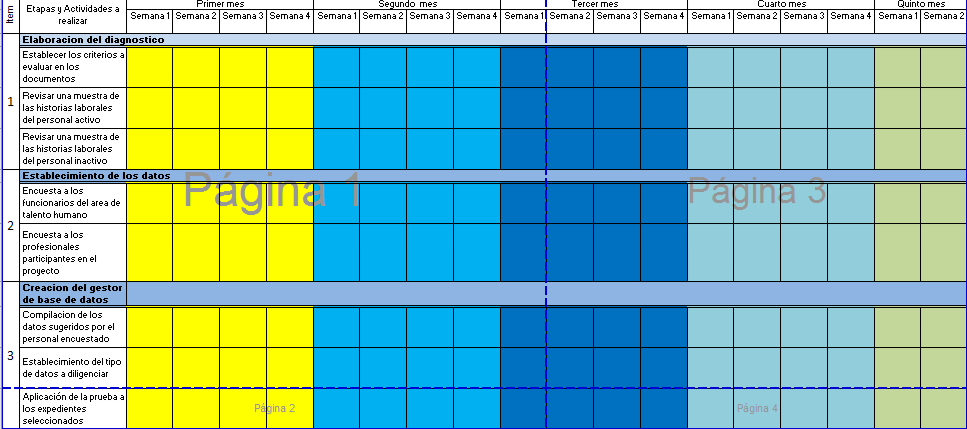 Item
Etapas y Actividades a
realizar
Primer mes
Segundo mes
Tercer mes
Cuarto mes
Quinto mes
Semana 1 Semana 2 Semana 3 Semana 4 Semana 1 Semana 2 Semana 3 Semana 4 Semana 1 Semana 2 Semana 3 Semana 4 Semana 1 Semana 2 Semana 3 Semana 4 Semana 1 Semana 2
Elaboracion del diagnostico
1
Establecer los criterios a
evaluar en los
documentos
Revisar una muestra de
las historias laborales
del personal activo
Revisar una muestra de
las historias laborales
del personal inactivo
Establecimiento de los datos
Página 1
Página 3
2
Encuesta a los
funcionarios del area de
talento humano
Encuesta a los
profesionales
participantes en el
proyecto
Creacion del gestor
de base de datos
3
Compilacion de los
datos sugeridos por el
personal encuestado
Establecimiento del tipo
de datos a diligenciar
Aplicación de la prueba a
los expedientes
seleccionados
Página 2
Página 4